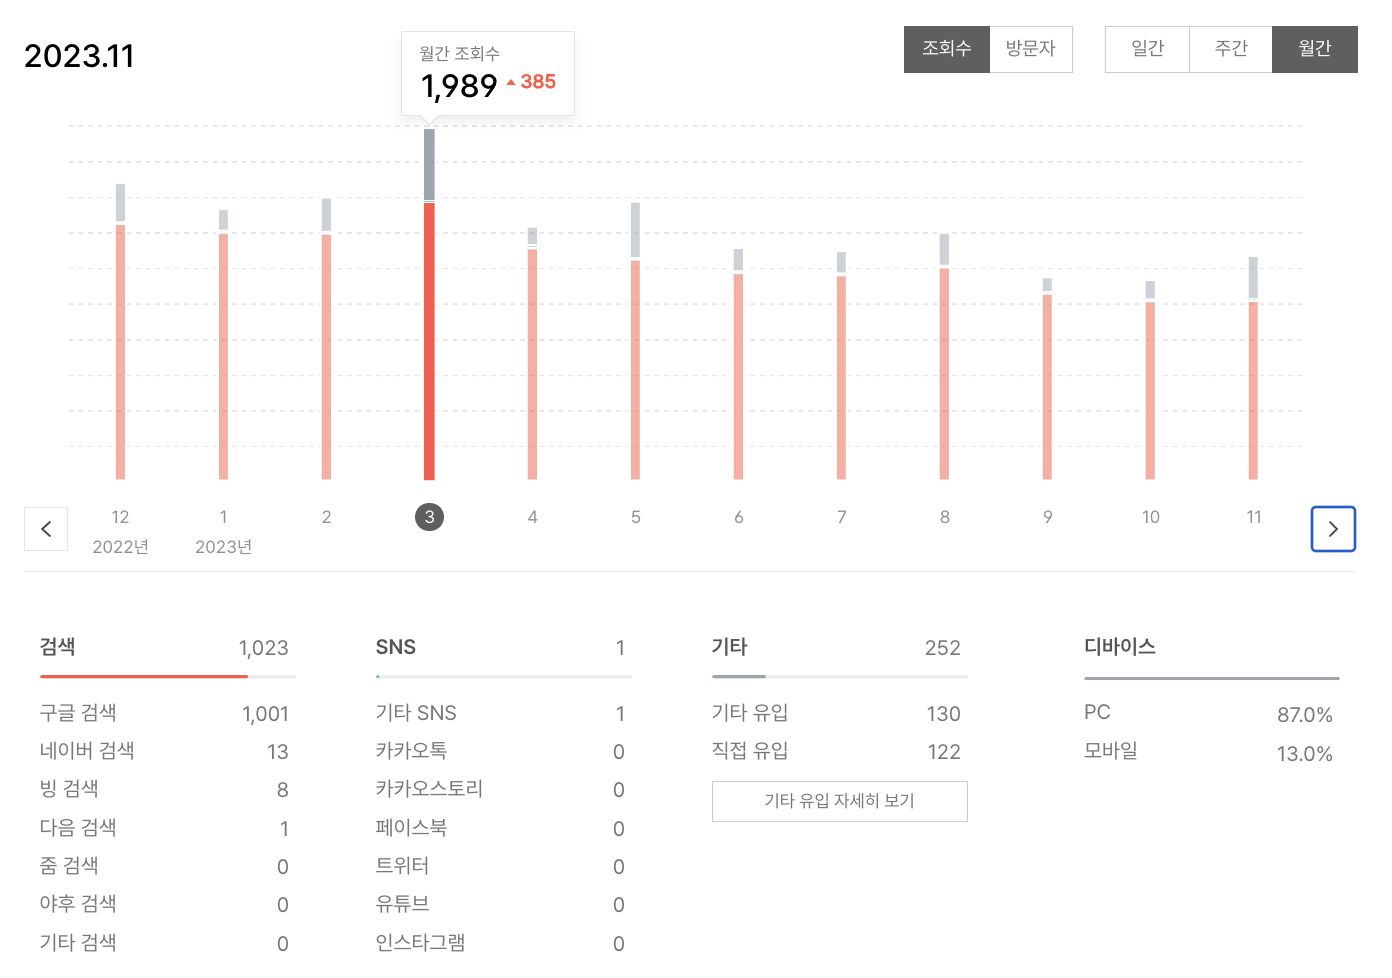 2023.11
월간 조회수
1,989 ▲ 385
조회수 방문자 일간 주간 월간
12 1 2 3 4 5 6 7 8 9 10 11
2022년 2023년
검색 1,023
구글 검색 1,001
네이버 검색 13
빙 검색 8
다음 검색 1
줌 검색 0
야후 검색 0
기타 검색 0
SNS 1
기타 SNS 1
카카오톡 0
카카오스토리 0
페이스북 0
트위터 0
유튜브 0
인스타그램 0
기타 252
기타 유입 130
직접 유입 122
기타 유입 자세히 보기
디바이스
PC 87.0%
모바일 13.0%